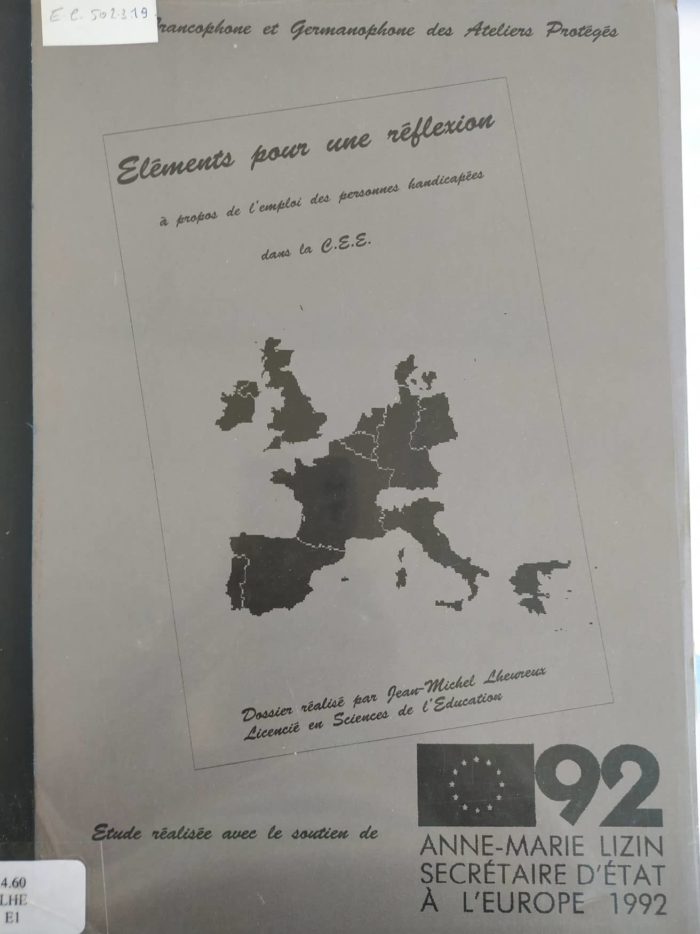 E.C. 502319
Francophone et Germanophone des Ateliers Protégés
Eléments pour une réflexion
à propos de l'emploi des personnes handicapées
dans la C.E.E.
Dossier réalisé par Jean-Michel Lheureux
Licencié en Sciences de l'Education
92
Etude réalisée avec le soutien de
ANNE-MARIE LIZIN
SECRÉTAIRE D'ÉTAT
À L'EUROPE 1992
4.60
LHE
E1